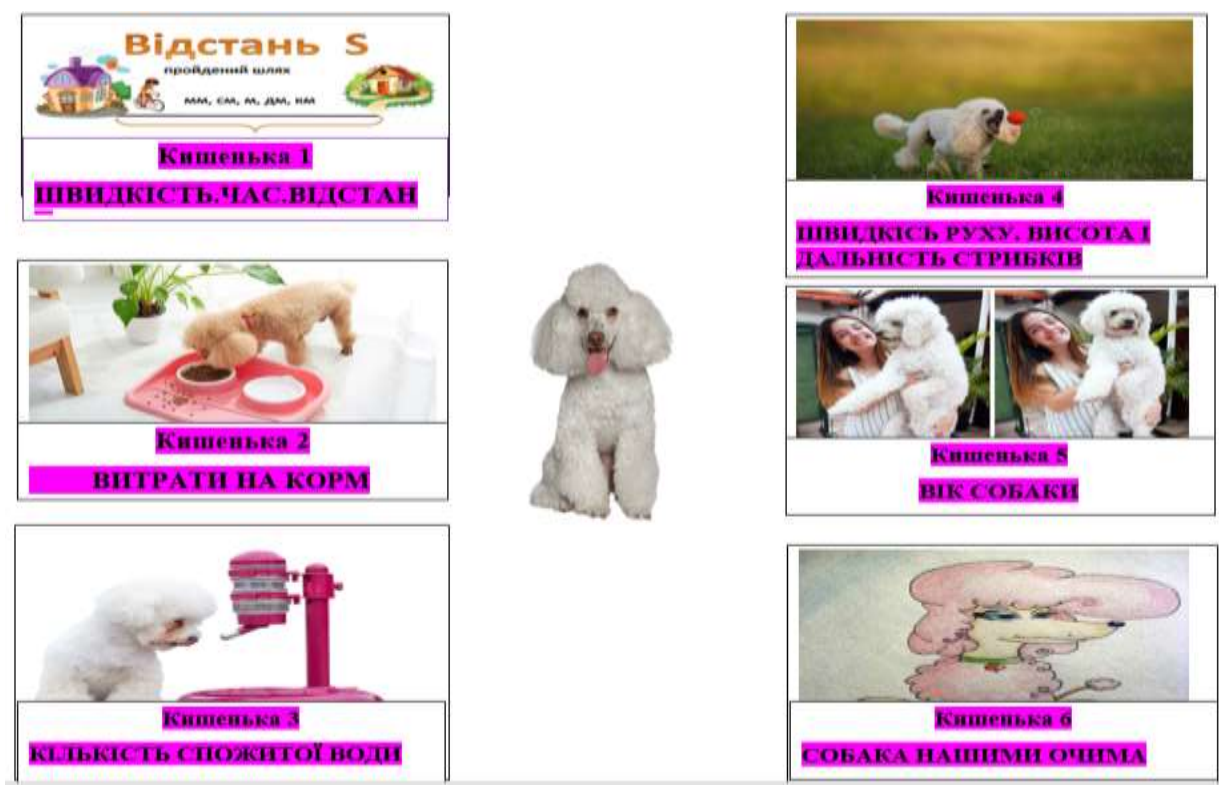 Відстань S
пройдений шлях
мм, см, м, дм, км
Кишенька 1
ШВИДКІСТЬ.ЧАС.ВІДСТАН
Кишенька 2
ВИТРАТИ НА КОРМ
Кишенька 3
КІЛЬКІСТЬ СПОЖИТОЇ ВОДИ
Кишенька 4
ШВИДКІСЬ РУХУ. ВИСОТА І
ДАЛЬНІСТЬ СТРИБКІВ
Кишенька 5
ВІК СОБАКИ
Кишенька 6
СОБАКА НАШИМИ ОЧИМА